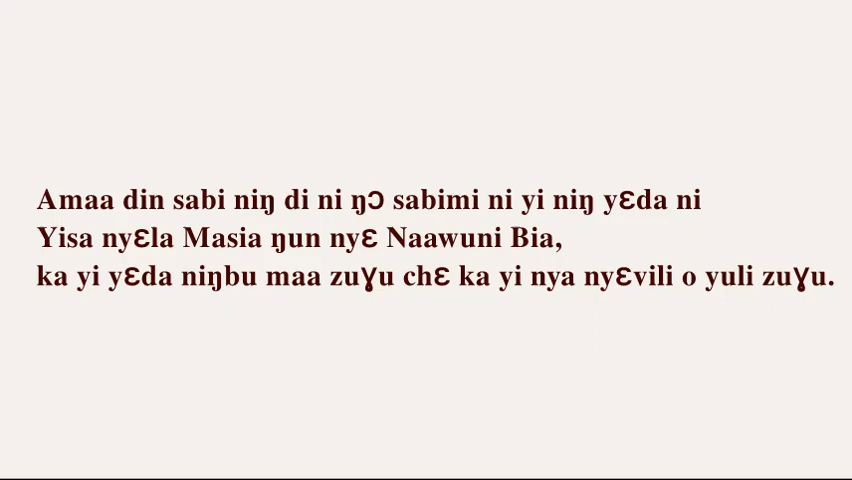 Amaa din sabi niŋ di ni ŋɔ sabimi ni yi niŋ yɛda ni
Yisa nyɛla Masia ŋun nyɛ Naawuni Bia,
ka yi yɛda niŋbu maa zuɣu chɛ ka yi nya nyɛvili o yuli zuɣu.